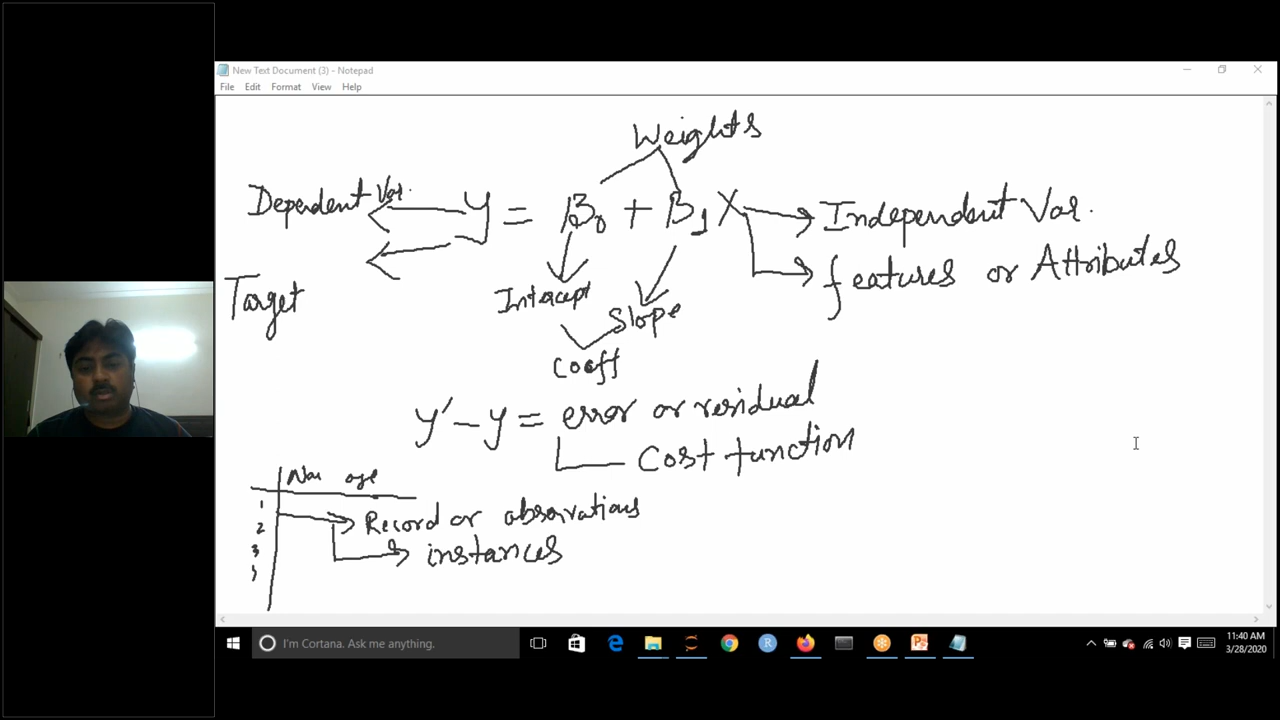 New Text Document (3) - Notepad
File Edit Format View Help
Weights
Dependent Var. y = β₀ + β₁ X Independent Var.
features or Attributes
Target
Intercept
Slope
Coeff
y' - y = error or residual
Cost function
age
1
2 Record or observations
3 instances
I'm Cortana. Ask me anything.
11:40 AM
3/28/2020